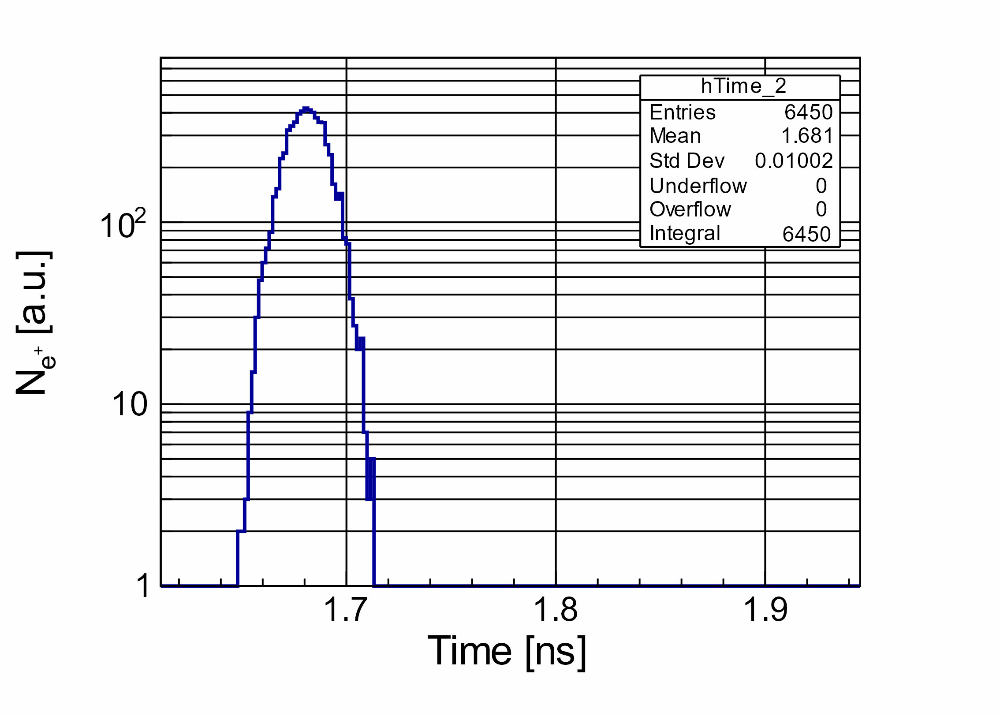 hTime_2
Entries 6450
Mean 1.681
Std Dev 0.01002
Underflow 0
Overflow 0
Integral 6450
10²
10
1
Nₑ⁺ [a.u.]
1.7 1.8 1.9
Time [ns]